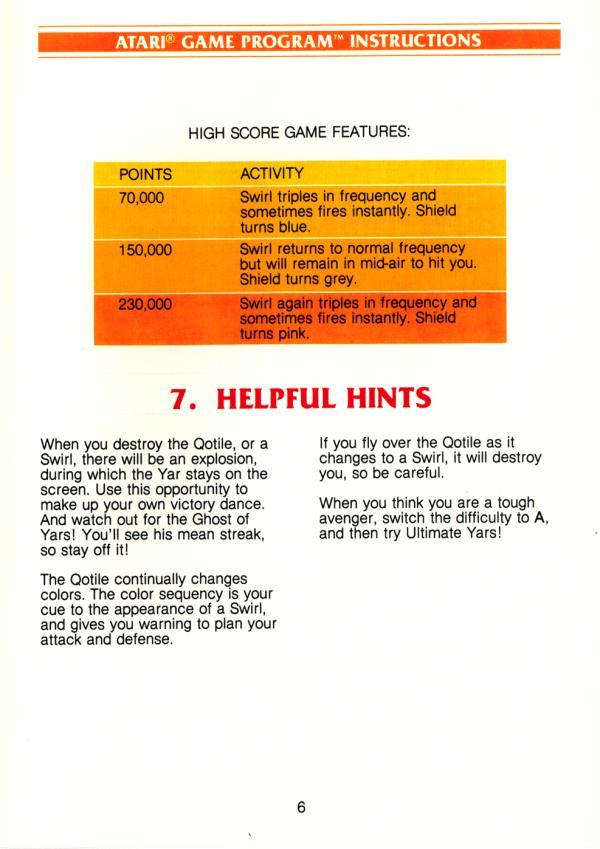 ATARI® GAME PROGRAM™ INSTRUCTIONS
HIGH SCORE GAME FEATURES:
POINTS ACTIVITY
70,000 Swirl triples in frequency and
sometimes fires instantly. Shield
turns blue.
150,000 Swirl returns to normal frequency
but will remain in mid-air to hit you.
Shield turns grey.
230,000 Swirl again triples in frequency and
sometimes fires instantly. Shield
turns pink.
7. HELPFUL HINTS
When you destroy the Qotile, or a
Swirl, there will be an explosion,
during which the Yar stays on the
screen. Use this opportunity to
make up your own victory dance.
And watch out for the Ghost of
Yars! You'll see his mean streak,
so stay off it!
The Qotile continually changes
colors. The color sequency is your
cue to the appearance of a Swirl,
and gives you warning to plan your
attack and defense.
If you fly over the Qotile as it
changes to a Swirl, it will destroy
you, so be careful.
When you think you are a tough
avenger, switch the difficulty to A,
and then try Ultimate Yars!
6